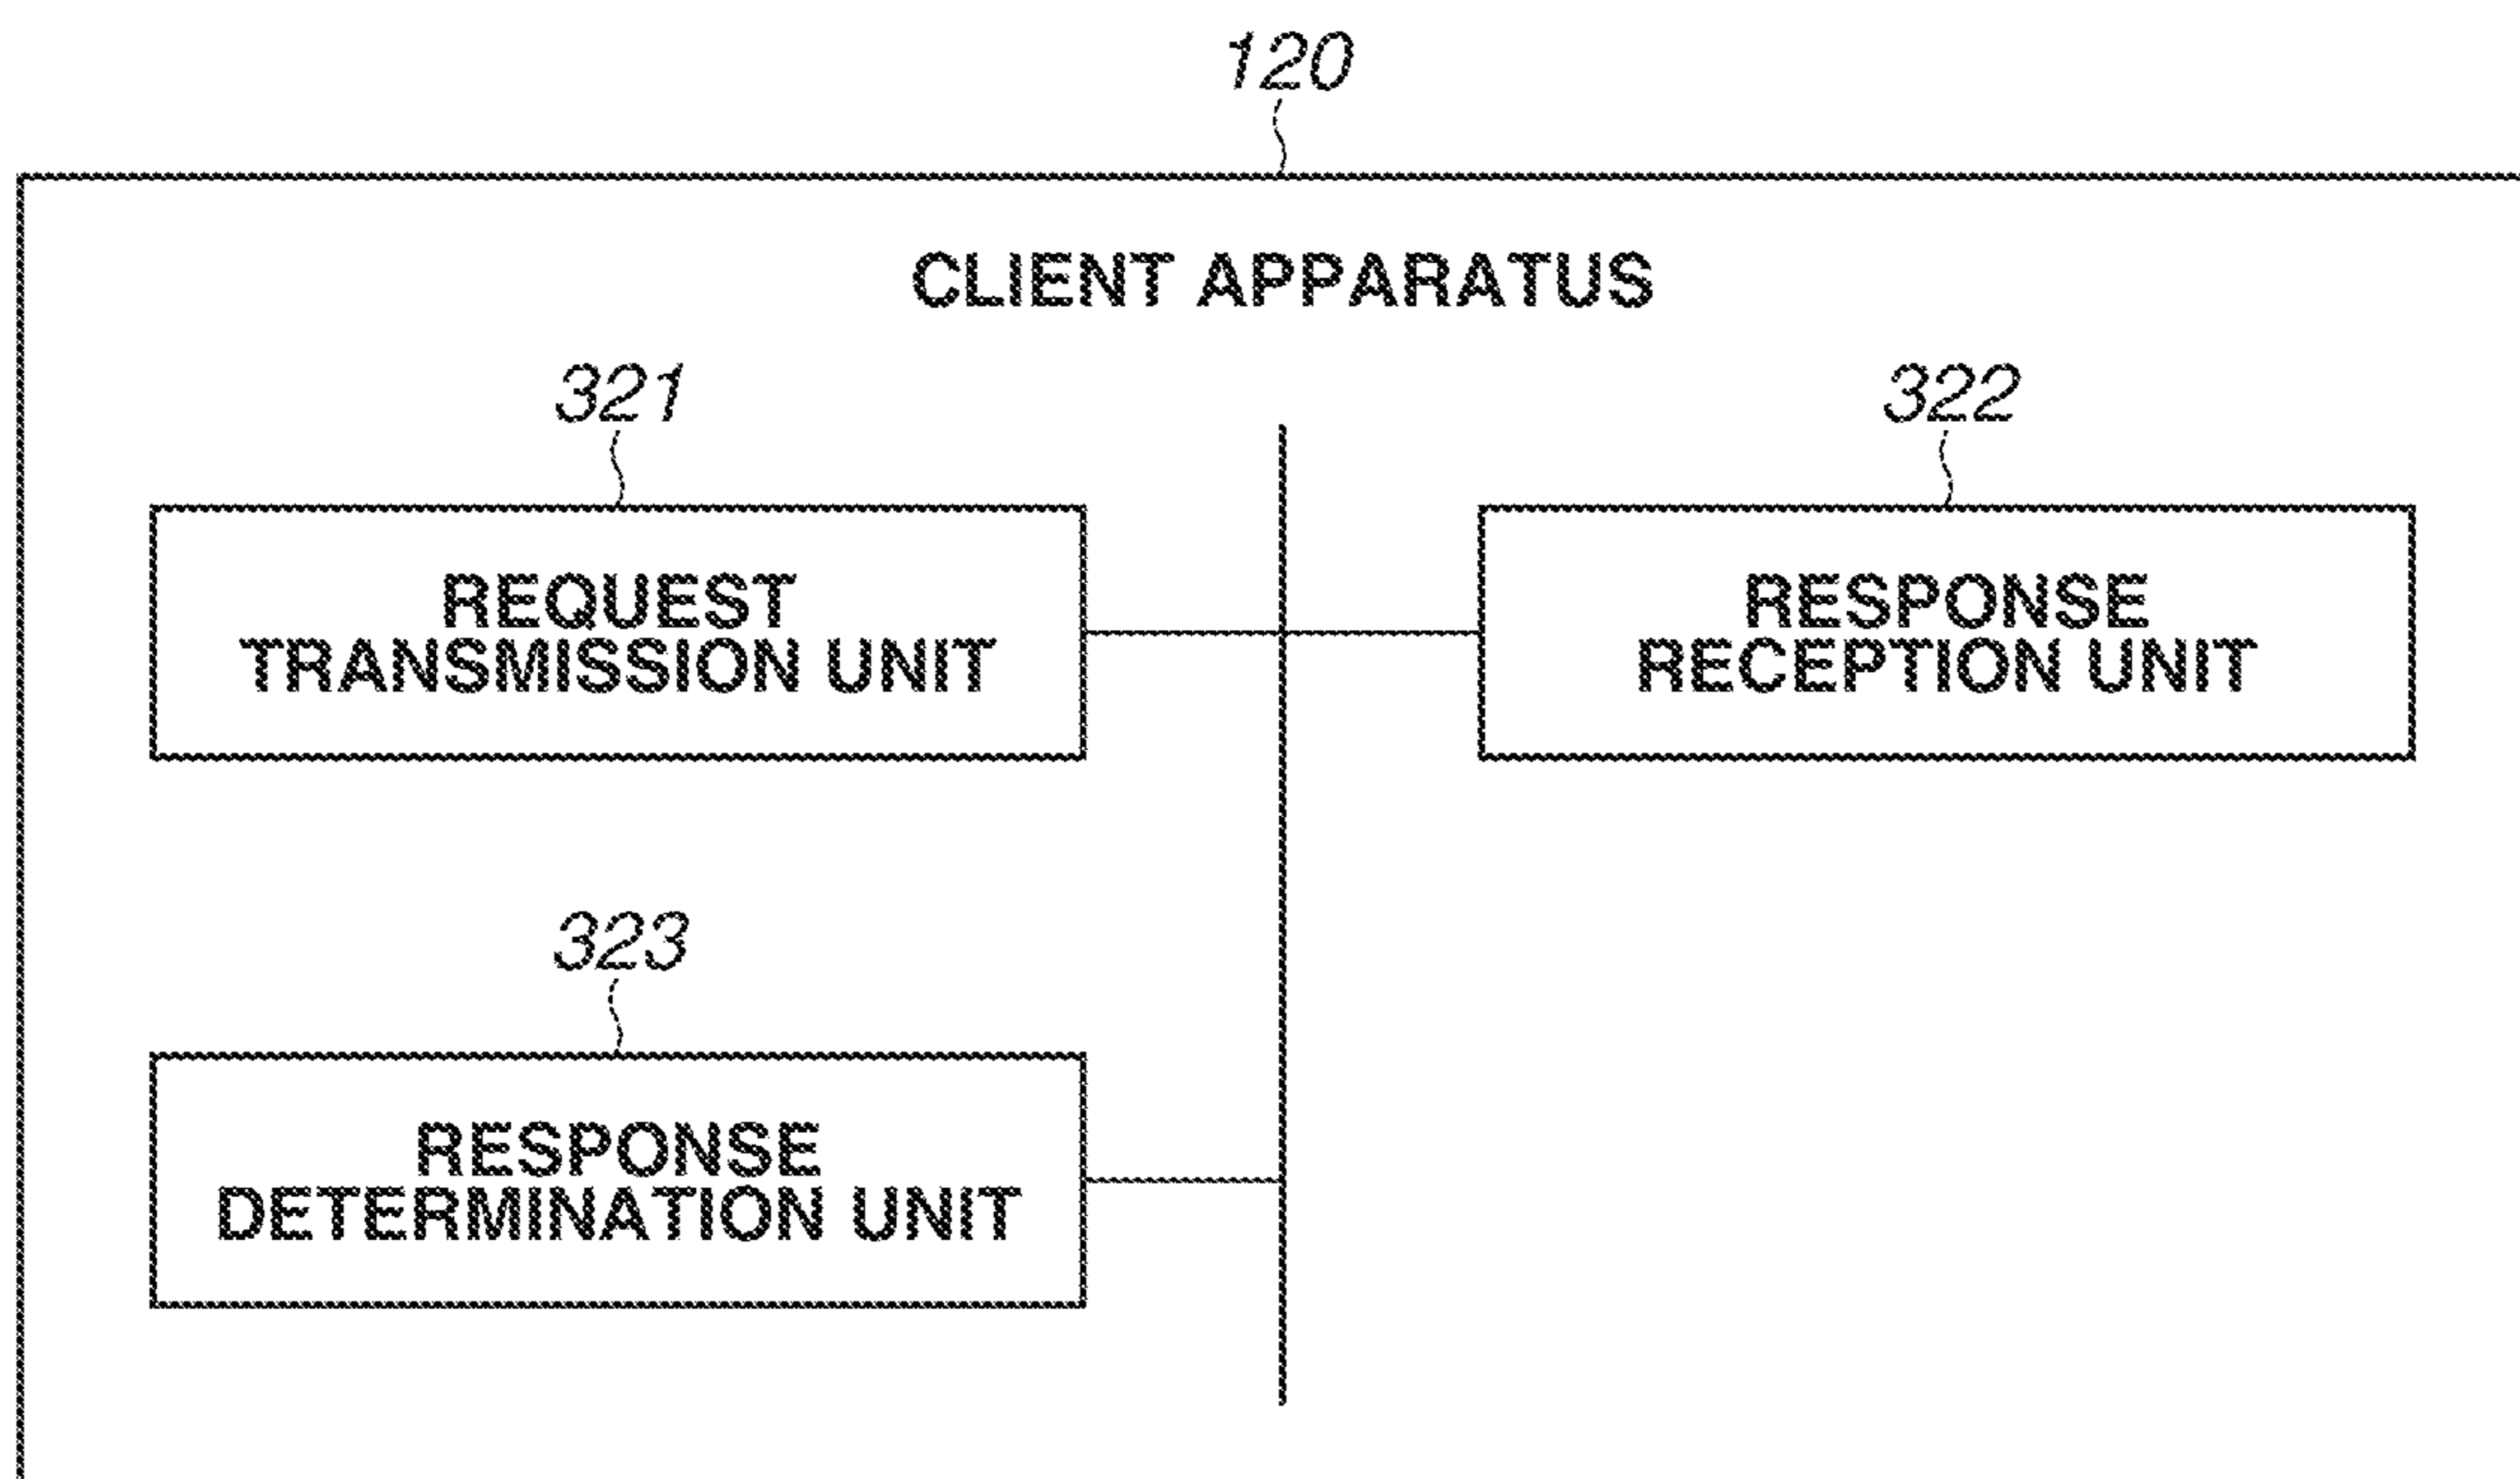 120
CLIENT APPARATUS
321
322
REQUEST
TRANSMISSION UNIT
RESPONSE
RECEPTION UNIT
323
RESPONSE
DETERMINATION UNIT